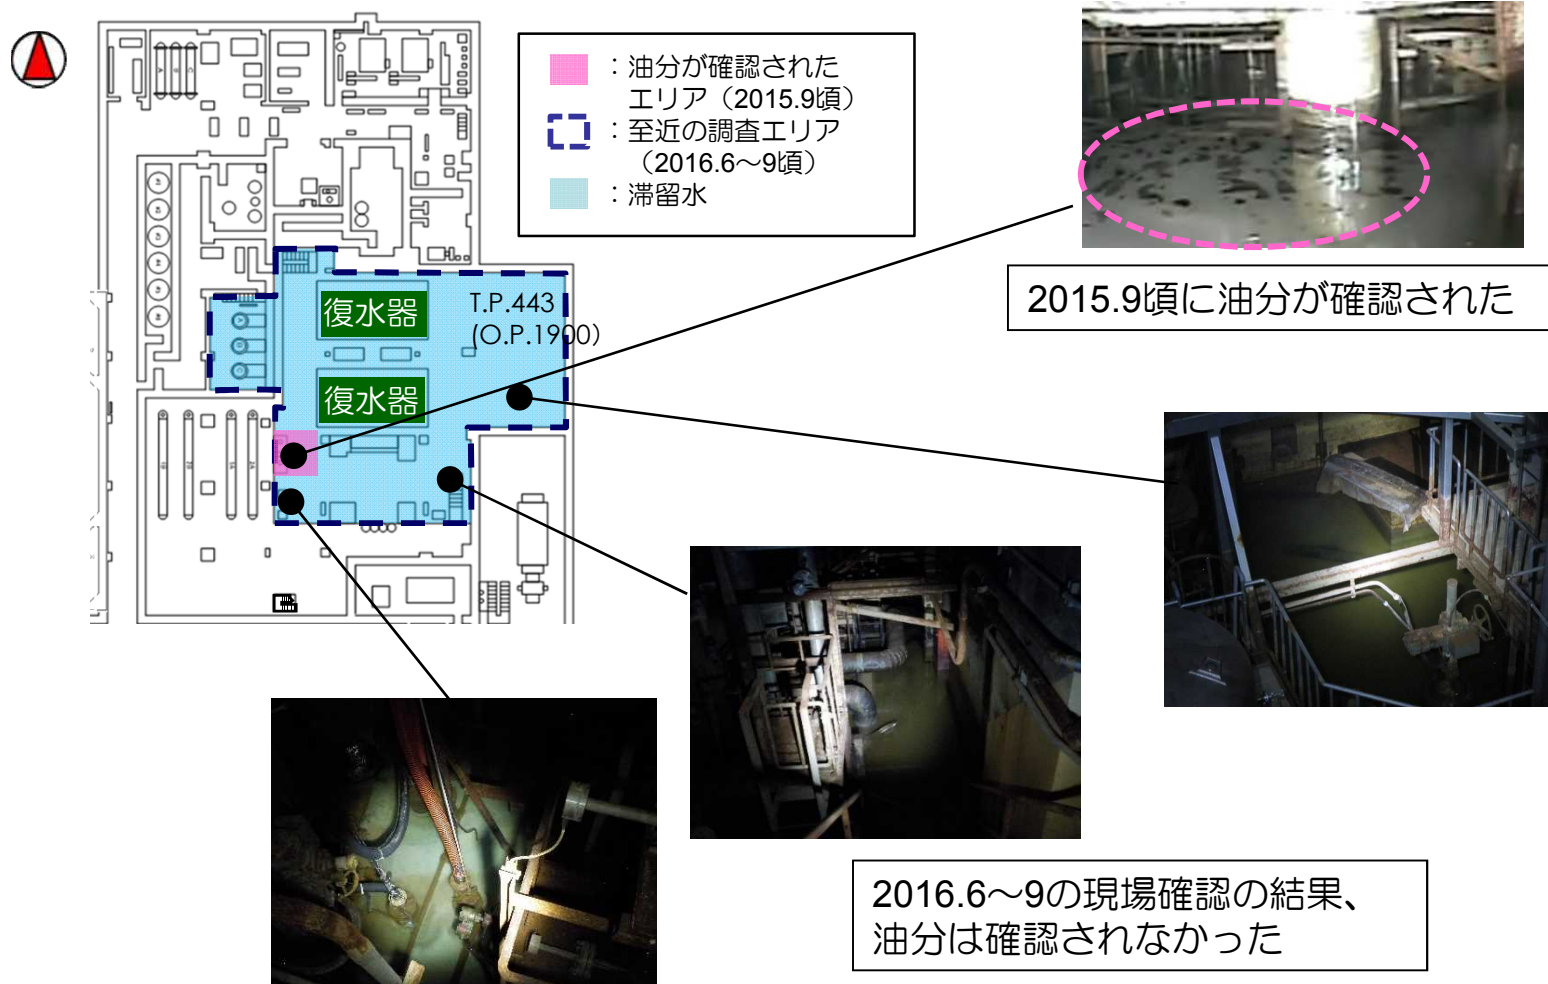 ：油分が確認された
エリア（2015.9頃）
：至近の調査エリア
（2016.6～9頃）
：滞留水
2015.9頃に油分が確認された
復水器
T.P.443
(O.P.1900)
復水器
2016.6～9の現場確認の結果、
油分は確認されなかった